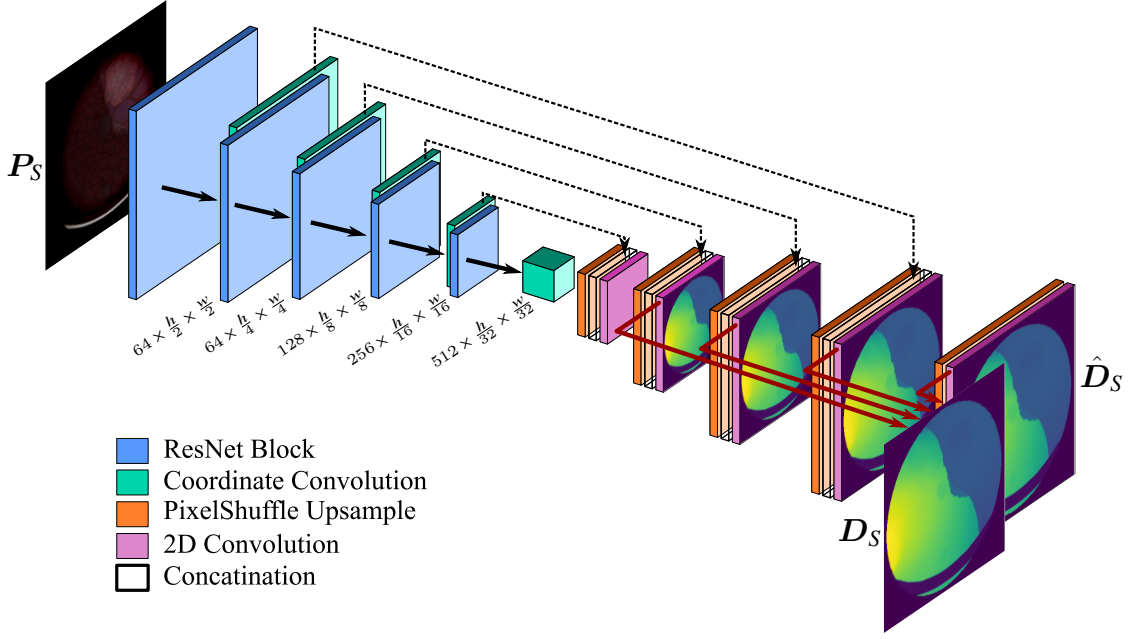 P_S
64 × h/2 × w/2
64 × h/4 × w/4
128 × h/8 × w/8
256 × h/16 × w/16
512 × h/32 × w/32
D̂_S
D_S
ResNet Block
Coordinate Convolution
PixelShuffle Upsample
2D Convolution
Concatination